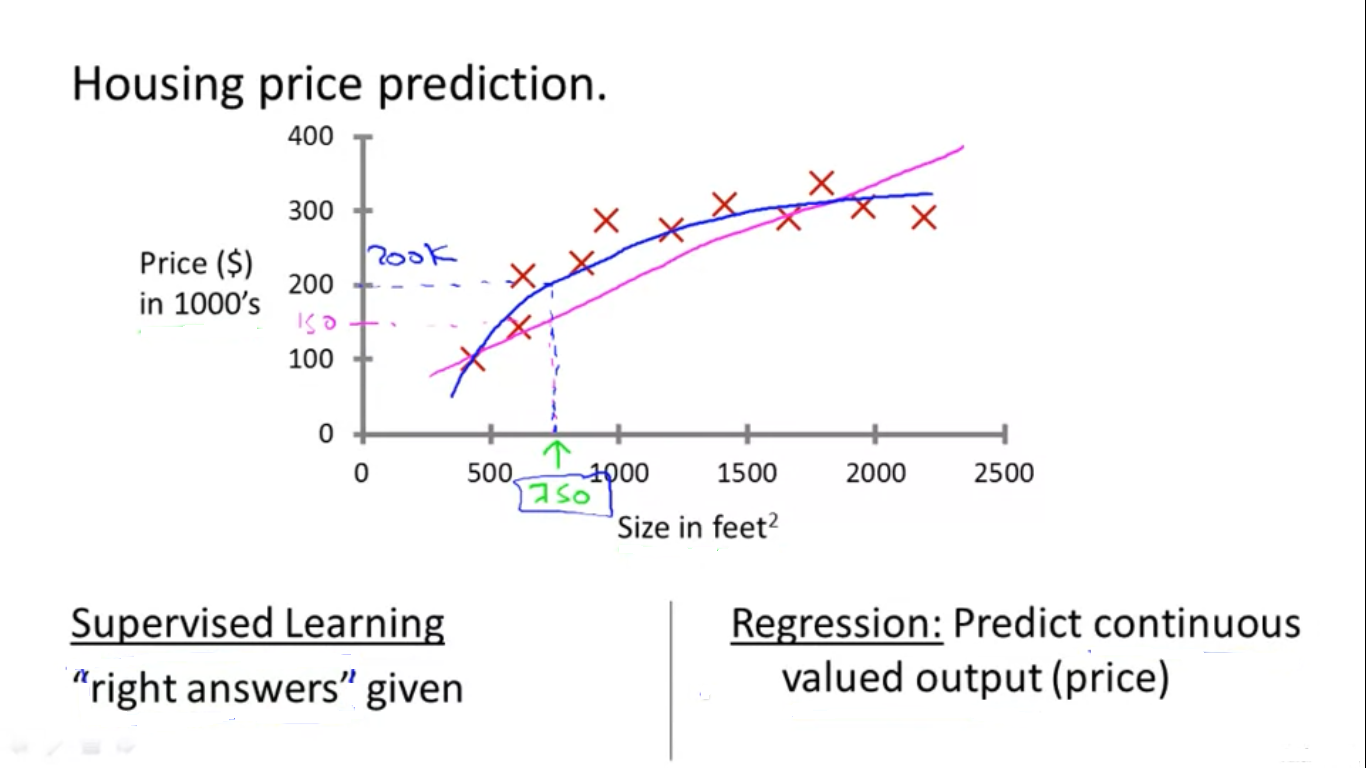 Housing price prediction.
400
300
Price ($)
in 1000's
200K
200
150
100
0
0 500 1000 1500 2000 2500
750
Size in feet²
Supervised Learning
“right answers” given
Regression: Predict continuous
valued output (price)